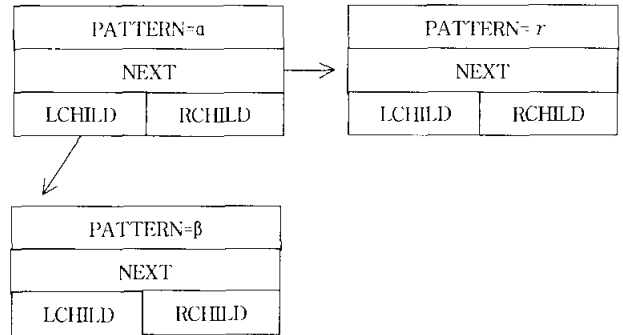 PATTERN=α
NEXT
LCHILD RCHILD
PATTERN=r
NEXT
LCHILD RCHILD
PATTERN=β
NEXT
LCHILD RCHILD